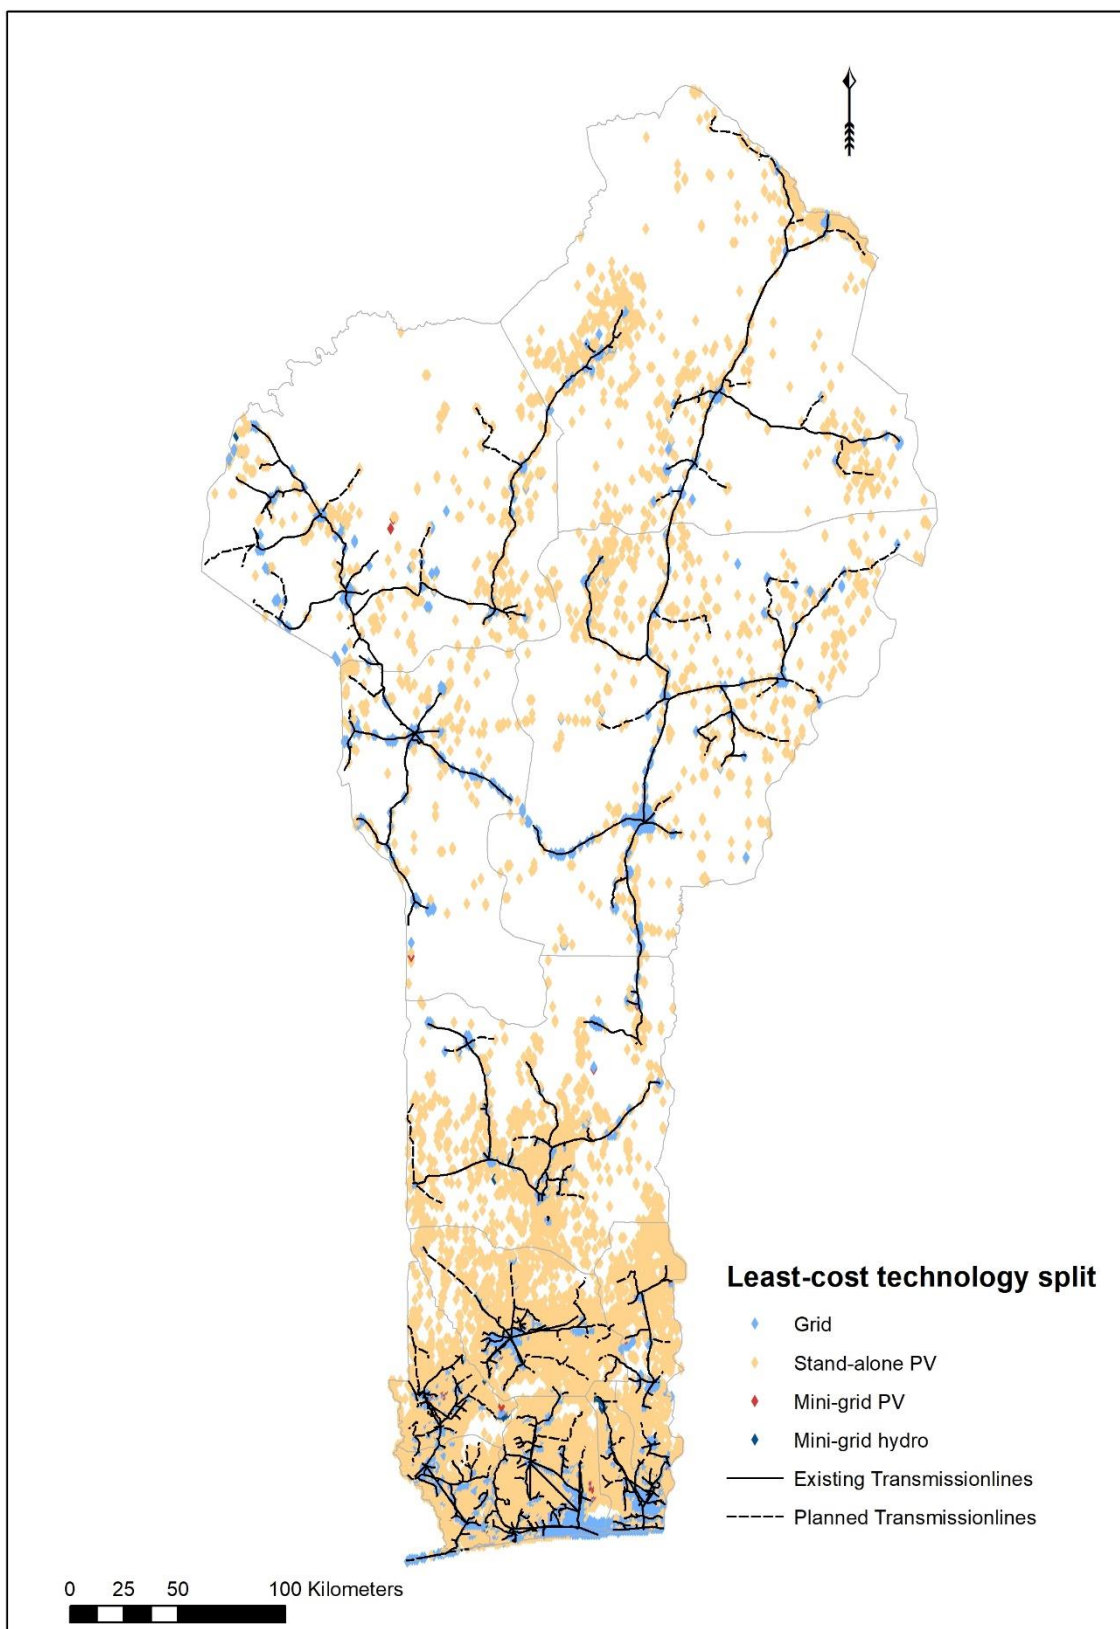 Least-cost technology split
Grid
Stand-alone PV
Mini-grid PV
Mini-grid hydro
Existing Transmissionlines
Planned Transmissionlines
0 25 50 100 Kilometers